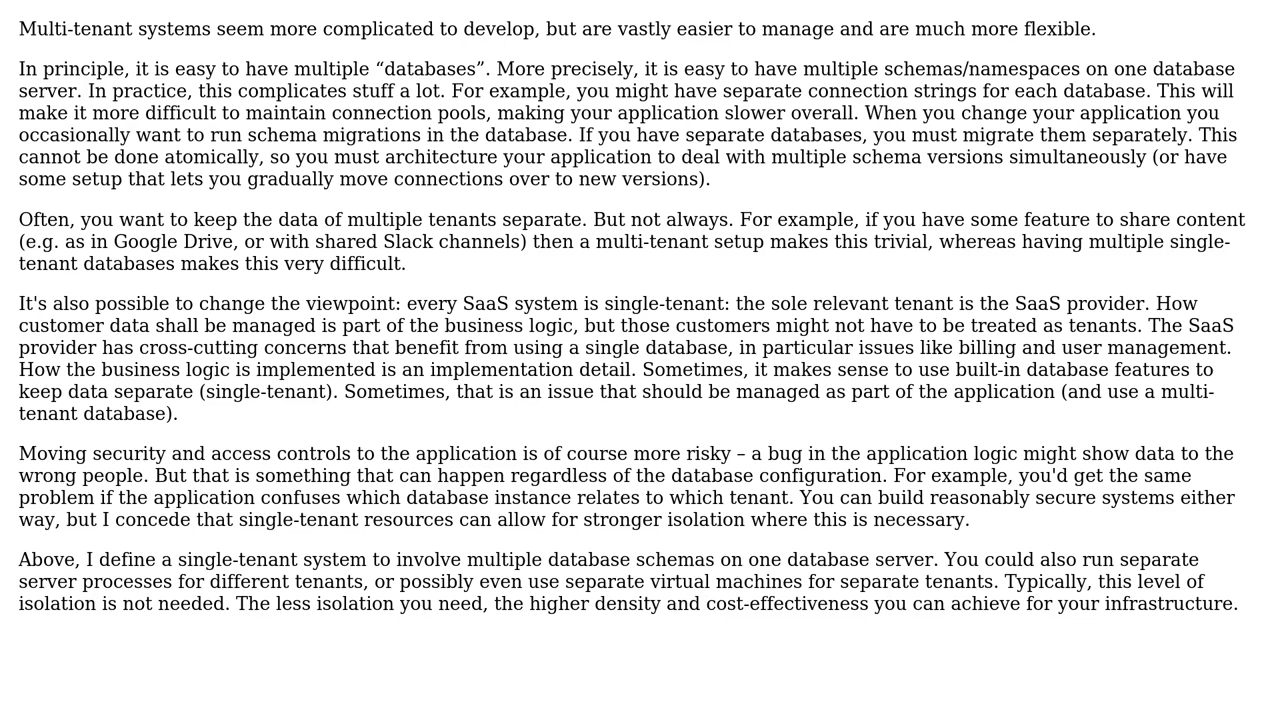 Multi-tenant systems seem more complicated to develop, but are vastly easier to manage and are much more flexible.
In principle, it is easy to have multiple “databases”. More precisely, it is easy to have multiple schemas/namespaces on one database
server. In practice, this complicates stuff a lot. For example, you might have separate connection strings for each database. This will
make it more difficult to maintain connection pools, making your application slower overall. When you change your application you
occasionally want to run schema migrations in the database. If you have separate databases, you must migrate them separately. This
cannot be done atomically, so you must architecture your application to deal with multiple schema versions simultaneously (or have
some setup that lets you gradually move connections over to new versions).
Often, you want to keep the data of multiple tenants separate. But not always. For example, if you have some feature to share content
(e.g. as in Google Drive, or with shared Slack channels) then a multi-tenant setup makes this trivial, whereas having multiple single-
tenant databases makes this very difficult.
It's also possible to change the viewpoint: every SaaS system is single-tenant: the sole relevant tenant is the SaaS provider. How
customer data shall be managed is part of the business logic, but those customers might not have to be treated as tenants. The SaaS
provider has cross-cutting concerns that benefit from using a single database, in particular issues like billing and user management.
How the business logic is implemented is an implementation detail. Sometimes, it makes sense to use built-in database features to
keep data separate (single-tenant). Sometimes, that is an issue that should be managed as part of the application (and use a multi-
tenant database).
Moving security and access controls to the application is of course more risky – a bug in the application logic might show data to the
wrong people. But that is something that can happen regardless of the database configuration. For example, you'd get the same
problem if the application confuses which database instance relates to which tenant. You can build reasonably secure systems either
way, but I concede that single-tenant resources can allow for stronger isolation where this is necessary.
Above, I define a single-tenant system to involve multiple database schemas on one database server. You could also run separate
server processes for different tenants, or possibly even use separate virtual machines for separate tenants. Typically, this level of
isolation is not needed. The less isolation you need, the higher density and cost-effectiveness you can achieve for your infrastructure.